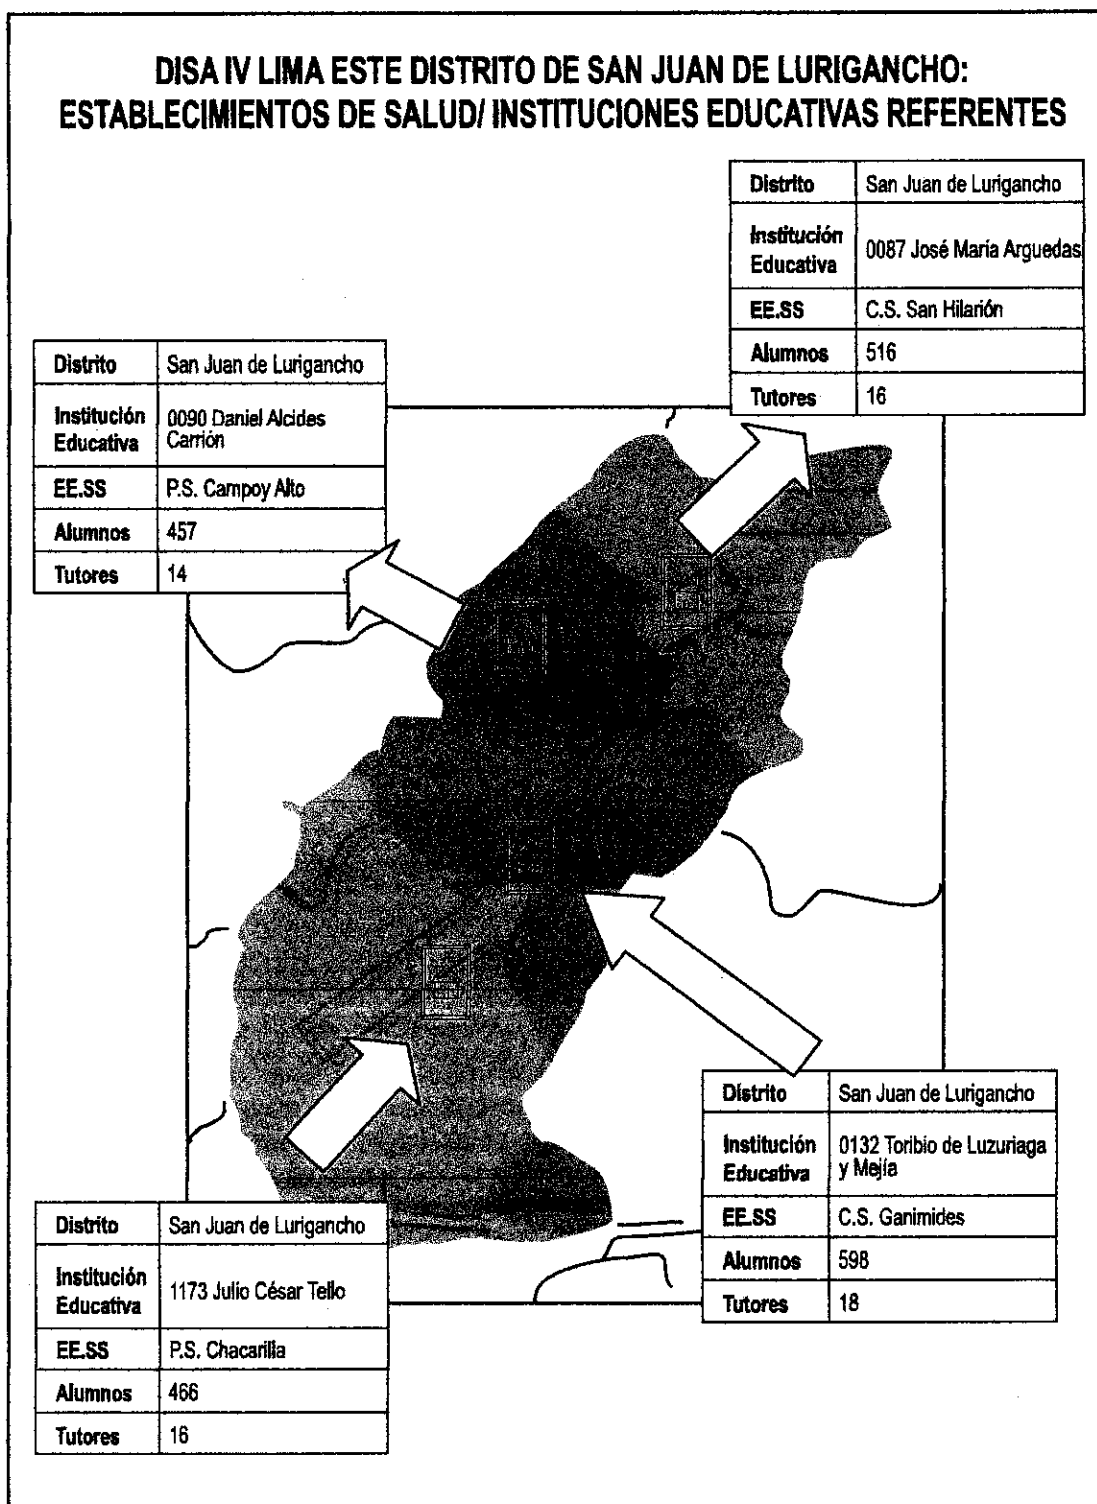 DISA IV LIMA ESTE DISTRITO DE SAN JUAN DE LURIGANCHO:
ESTABLECIMIENTOS DE SALUD/ INSTITUCIONES EDUCATIVAS REFERENTES
Distrito San Juan de Lurigancho
Institución Educativa 0087 José María Arguedas
EE.SS C.S. San Hilarión
Alumnos 516
Tutores 16
Distrito San Juan de Lurigancho
Institución 0090 Daniel Alcides
Educativa Carrión
EE.SS P.S. Campoy Alto
Alumnos 457
Tutores 14
Distrito San Juan de Lurigancho
Institución 0132 Toribio de Luzuriaga
Educativa y Mejía
EE.SS C.S. Ganimides
Alumnos 598
Tutores 18
Distrito San Juan de Lurigancho
Institución Educativa 1173 Julio César Tello
EE.SS P.S. Chacarilla
Alumnos 466
Tutores 16